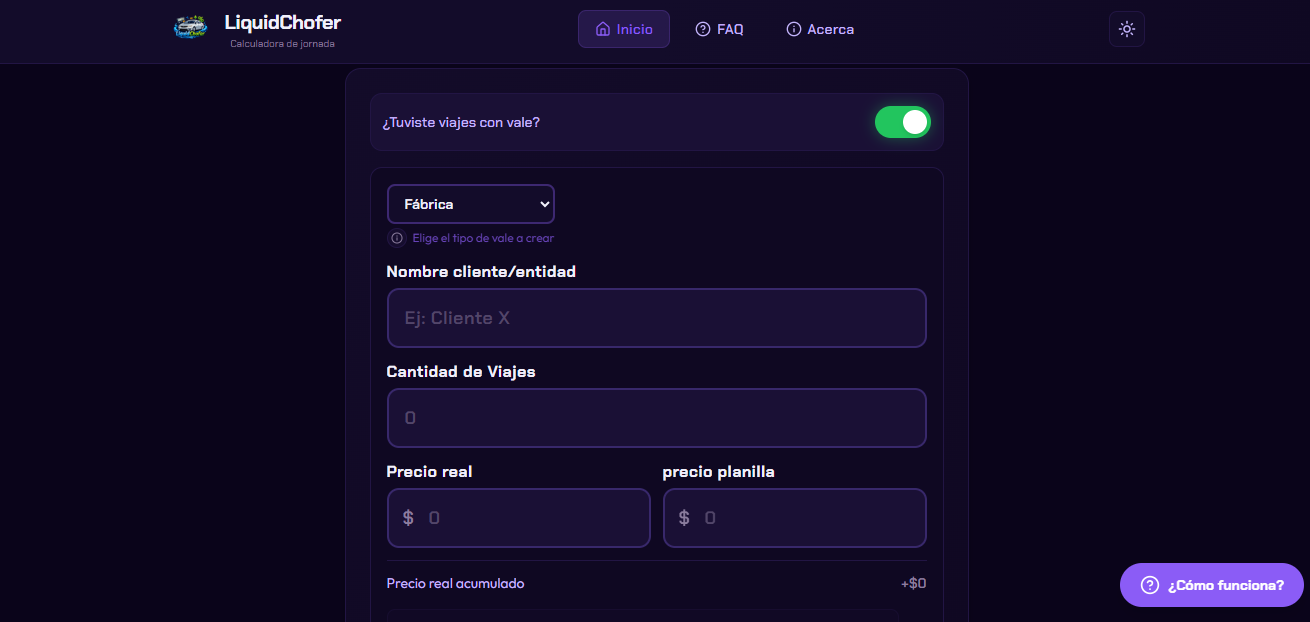 LiquidChofer
Calculadora de jornada
Inicio
FAQ
Acerca
¿Tuviste viajes con vale?
Fábrica
Elige el tipo de vale a crear
Nombre cliente/entidad
Ej: Cliente X
Cantidad de Viajes
0
Precio real
precio planilla
$ 0
$ 0
Precio real acumulado
+$0
¿Cómo funciona?